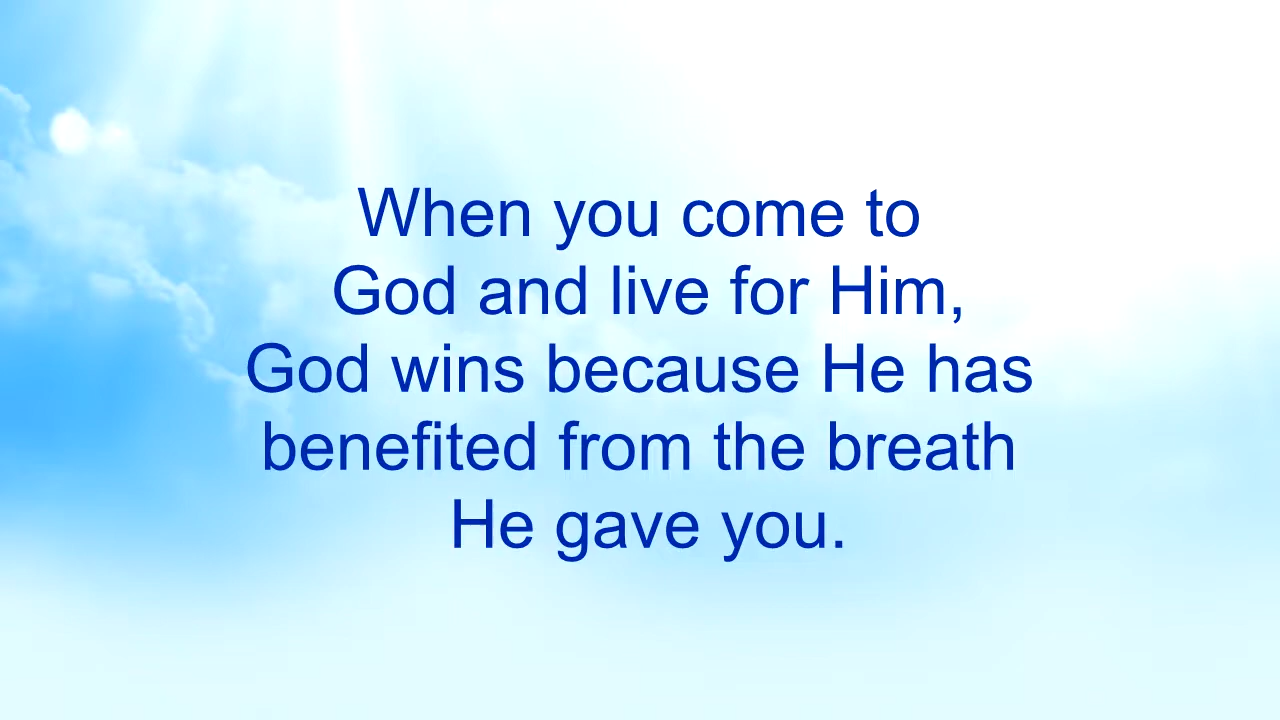 When you come to
God and live for Him,
God wins because He has
benefited from the breath
He gave you.